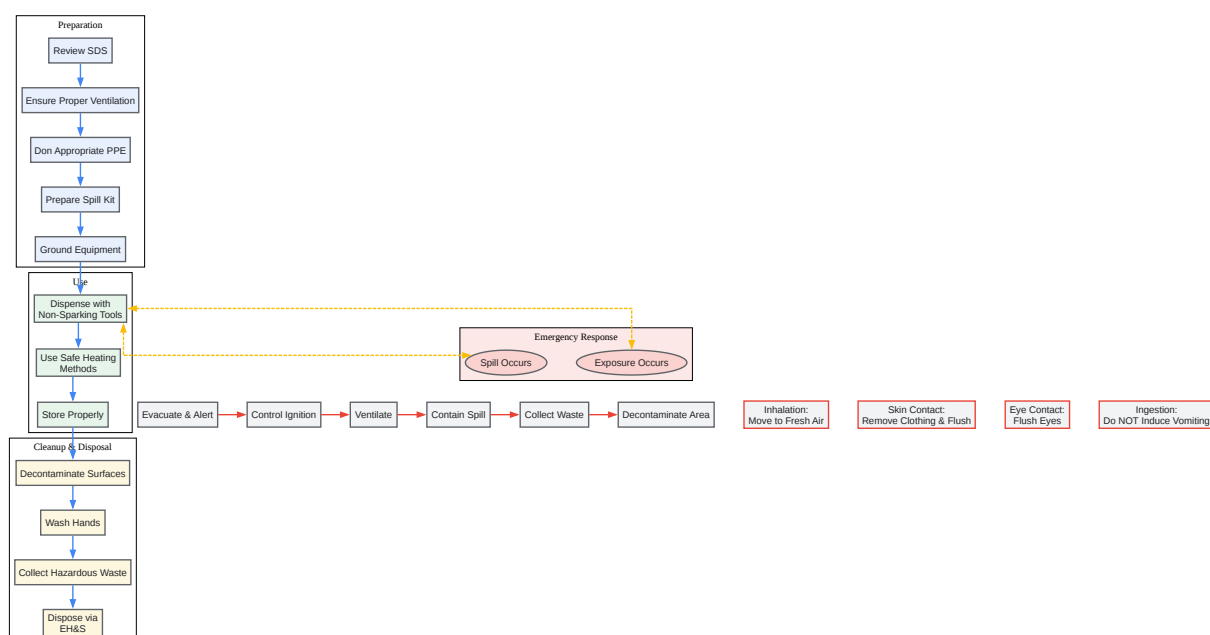 Preparation
Review SDS
Ensure Proper Ventilation
Don Appropriate PPE
Prepare Spill Kit
Ground Equipment
Use
Dispense with
Non-Sparking Tools
Use Safe Heating
Methods
Store Properly
Emergency Response
Spill Occurs
Exposure Occurs
Evacuate & Alert
Control Ignition
Ventilate
Contain Spill
Collect Waste
Decontaminate Area
Inhalation:
Move to Fresh Air
Skin Contact:
Remove Clothing & Flush
Eye Contact:
Flush Eyes
Ingestion:
Do NOT Induce Vomiting
Cleanup & Disposal
Decontaminate Surfaces
Wash Hands
Collect Hazardous Waste
Dispose via
EH&S